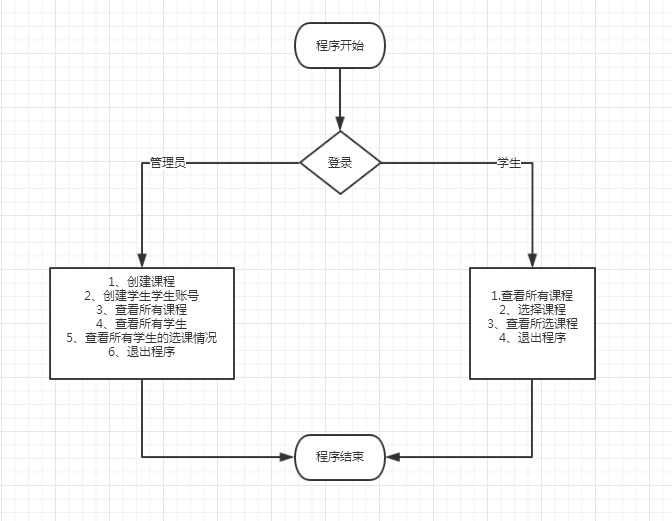 程序开始
登录
管理员
学生
1、创建课程
2、创建学生学生账号
3、查看所有课程
4、查看所有学生
5、查看所有学生的选课情况
6、退出程序
1.查看所有课程
2、选择课程
3、查看所选课程
4、退出程序
程序结束